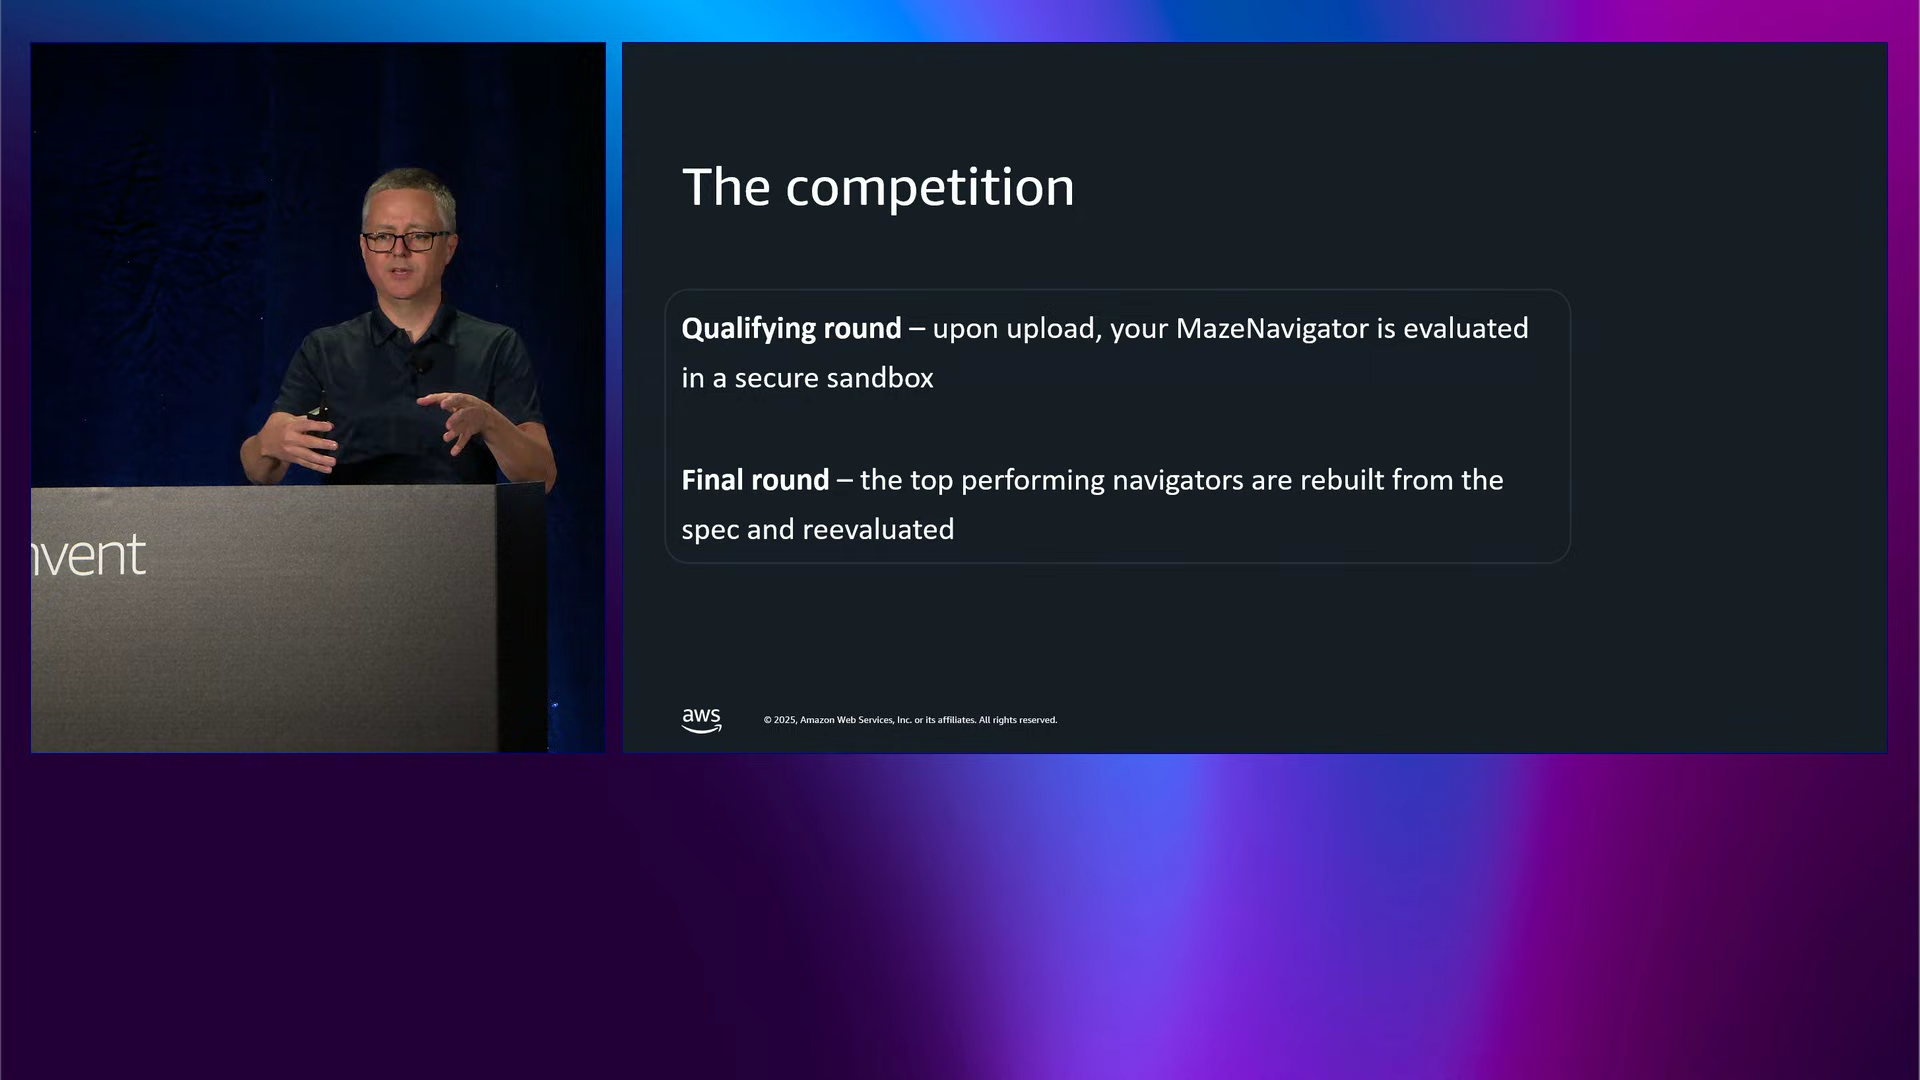 nvent
The competition
Qualifying round – upon upload, your MazeNavigator is evaluated
in a secure sandbox
Final round – the top performing navigators are rebuilt from the
spec and reevaluated
aws
© 2025, Amazon Web Services, Inc. or its affiliates. All rights reserved.